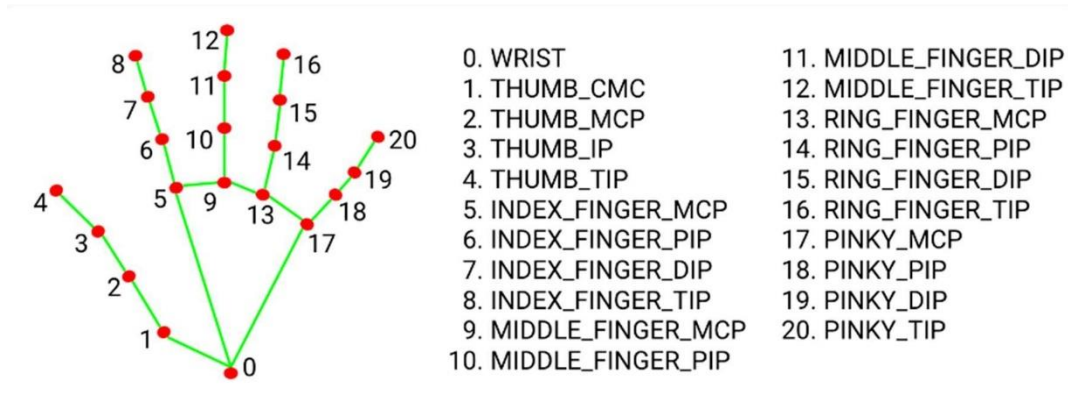 12
8
16
11
7
15
10
6
20
14
19
4
5
9
13
18
3
17
2
1
0
0. WRIST
1. THUMB_CMC
2. THUMB_MCP
3. THUMB_IP
4. THUMB_TIP
5. INDEX_FINGER_MCP
6. INDEX_FINGER_PIP
7. INDEX_FINGER_DIP
8. INDEX_FINGER_TIP
9. MIDDLE_FINGER_MCP
10. MIDDLE_FINGER_PIP
11. MIDDLE_FINGER_DIP
12. MIDDLE_FINGER_TIP
13. RING_FINGER_MCP
14. RING_FINGER_PIP
15. RING_FINGER_DIP
16. RING_FINGER_TIP
17. PINKY_MCP
18. PINKY_PIP
19. PINKY_DIP
20. PINKY_TIP